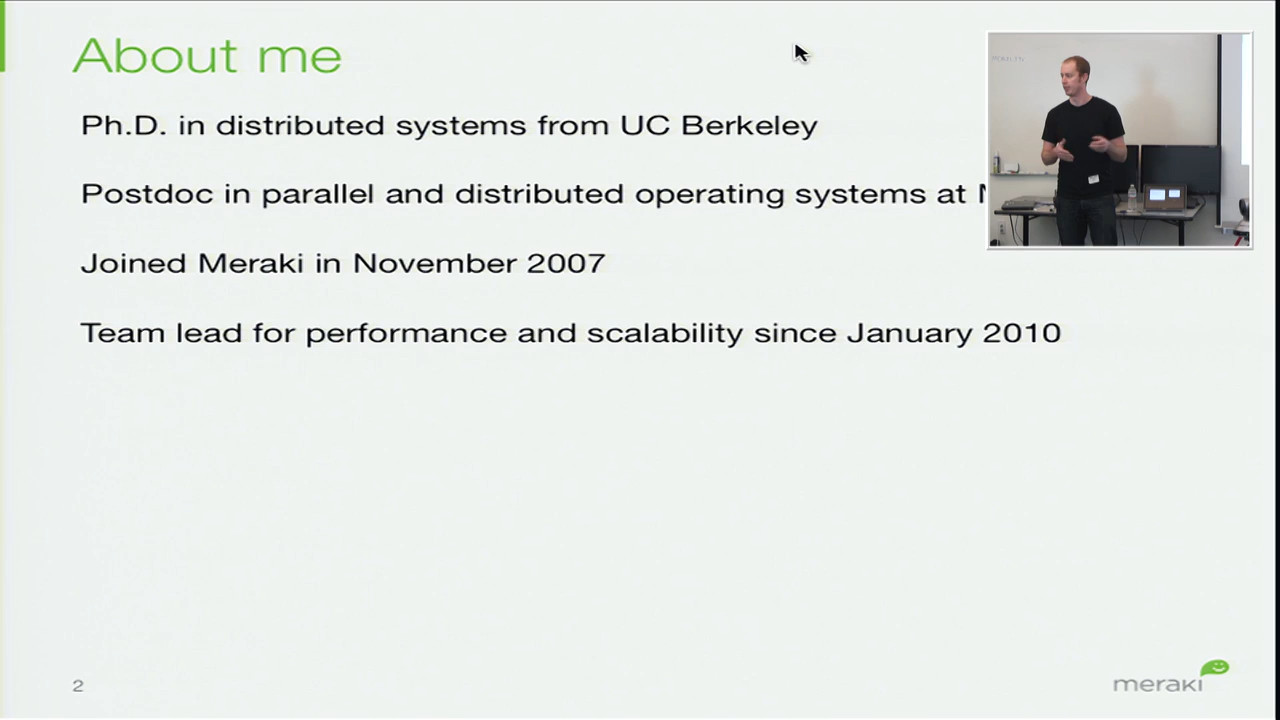 About me
Ph.D. in distributed systems from UC Berkeley
Postdoc in parallel and distributed operating systems at
Joined Meraki in November 2007
Team lead for performance and scalability since January 2010
2
meraki